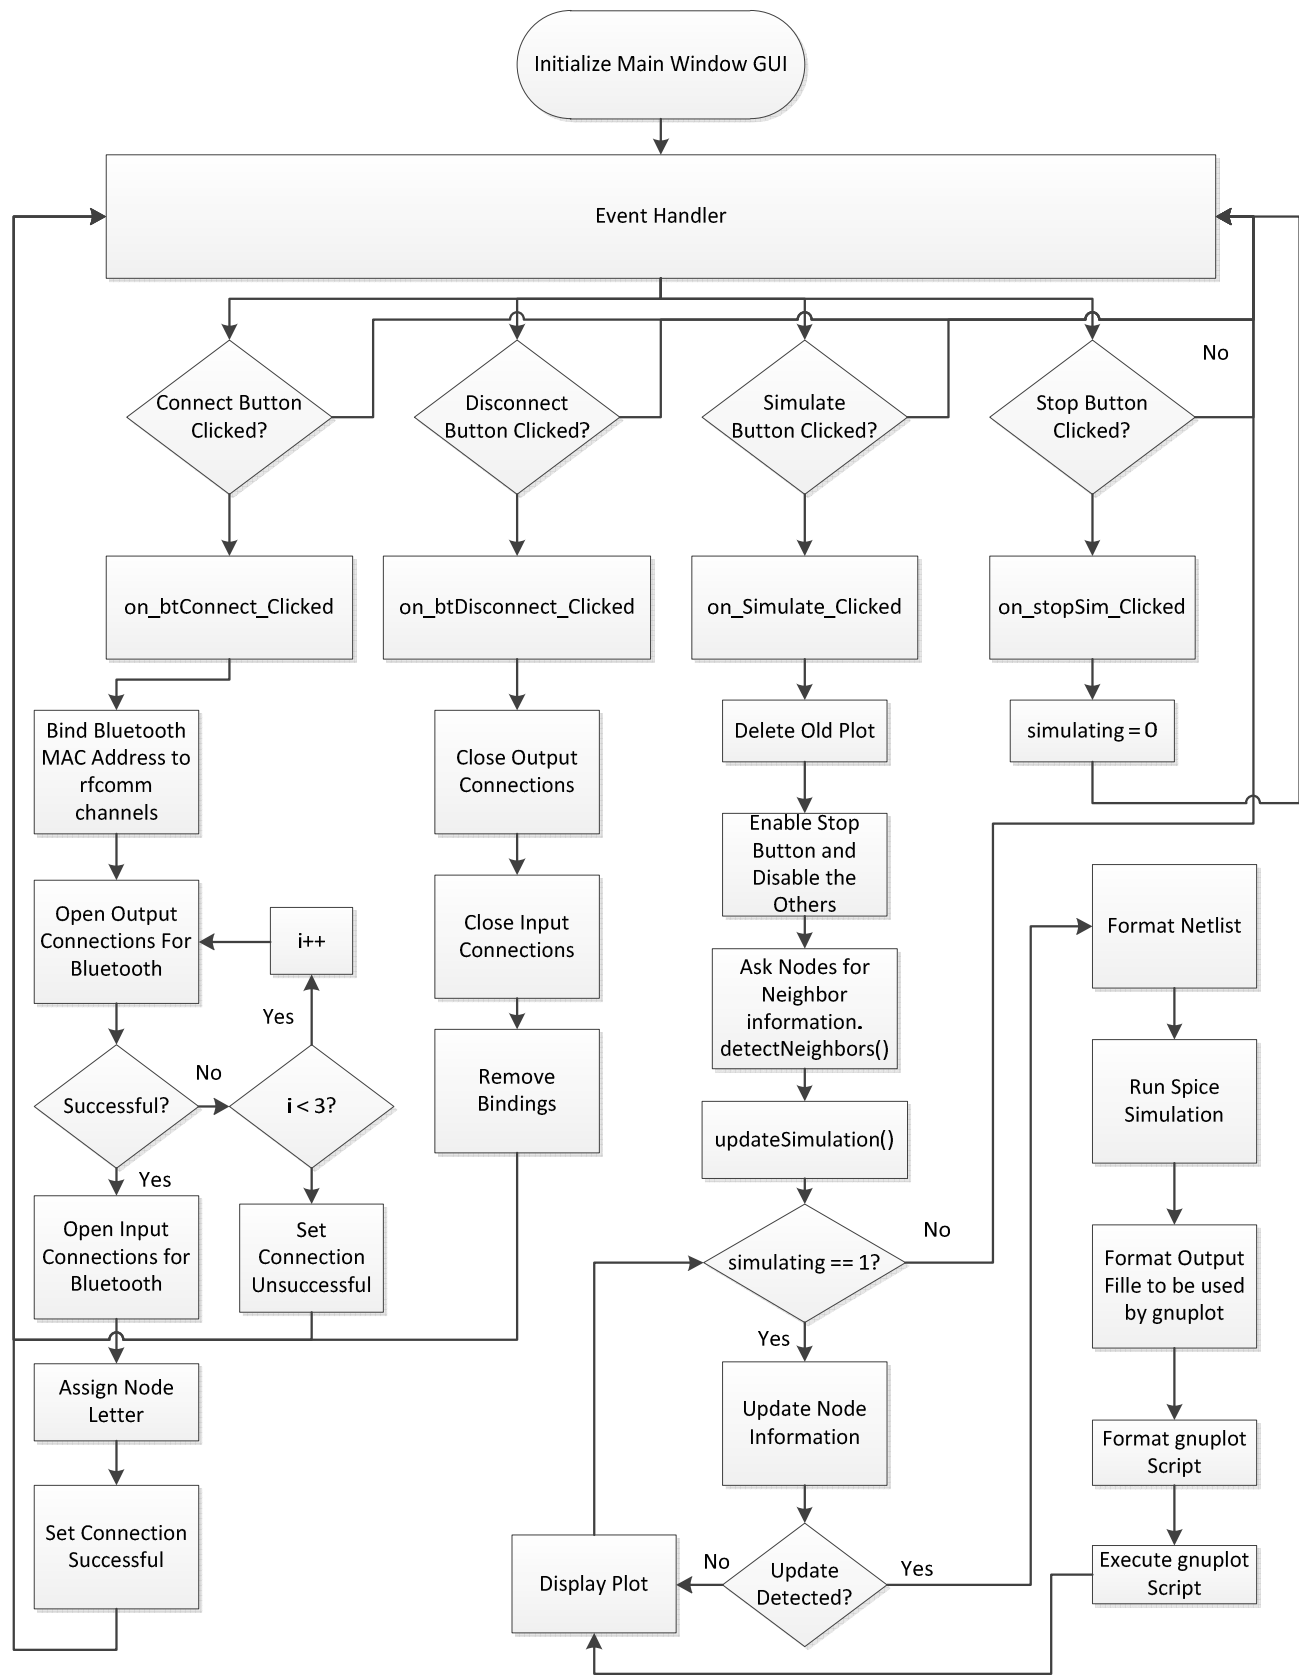 Initialize Main Window GUI
Event Handler
No
Connect Button
Clicked?
Disconnect
Button Clicked?
Simulate
Button Clicked?
Stop Button
Clicked?
on_btConnect_Clicked
on_btDisconnect_Clicked
on_Simulate_Clicked
on_stopSim_Clicked
Bind Bluetooth
MAC Address to
rfcomm
channels
Open Output
Connections For
Bluetooth
i++
Yes
Successful?
No
i < 3?
Yes
Open Input
Connections for
Bluetooth
Set
Connection
Unsuccessful
Assign Node
Letter
Set Connection
Successful
Close Output
Connections
Close Input
Connections
Remove
Bindings
Delete Old Plot
Enable Stop
Button and
Disable the
Others
Ask Nodes for
Neighbor
information.
detectNeighbors()
updateSimulation()
simulating == 1?
No
Yes
Update Node
Information
Update
Detected?
No
Yes
Display Plot
simulating = 0
Format Netlist
Run Spice
Simulation
Format Output
Fille to be used
by gnuplot
Format gnuplot
Script
Execute gnuplot
Script